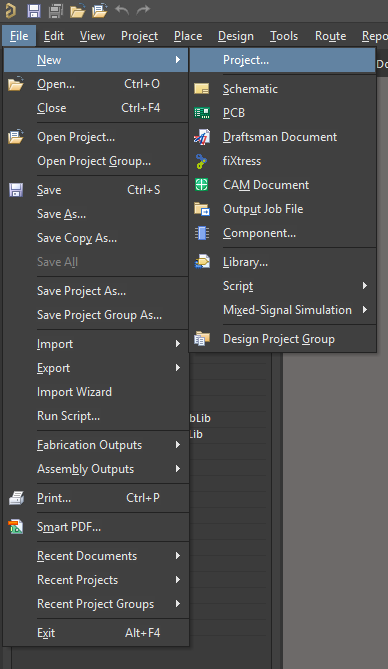 File Edit View Project Place Design Tools Route Repo
New
Open... Ctrl+O
Close Ctrl+F4
Open Project...
Open Project Group...
Save Ctrl+S
Save As...
Save Copy As...
Save All
Save Project As...
Save Project Group As...
Import
Export
Import Wizard
Run Script...
Fabrication Outputs
Assembly Outputs
Print... Ctrl+P
Smart PDF...
Recent Documents
Recent Projects
Recent Project Groups
Exit Alt+F4
Project...
Schematic
PCB
Draftsman Document
fiXtress
CAM Document
Output Job File
Component...
Library...
Script
Mixed-Signal Simulation
Design Project Group
Do
bLib
Lib